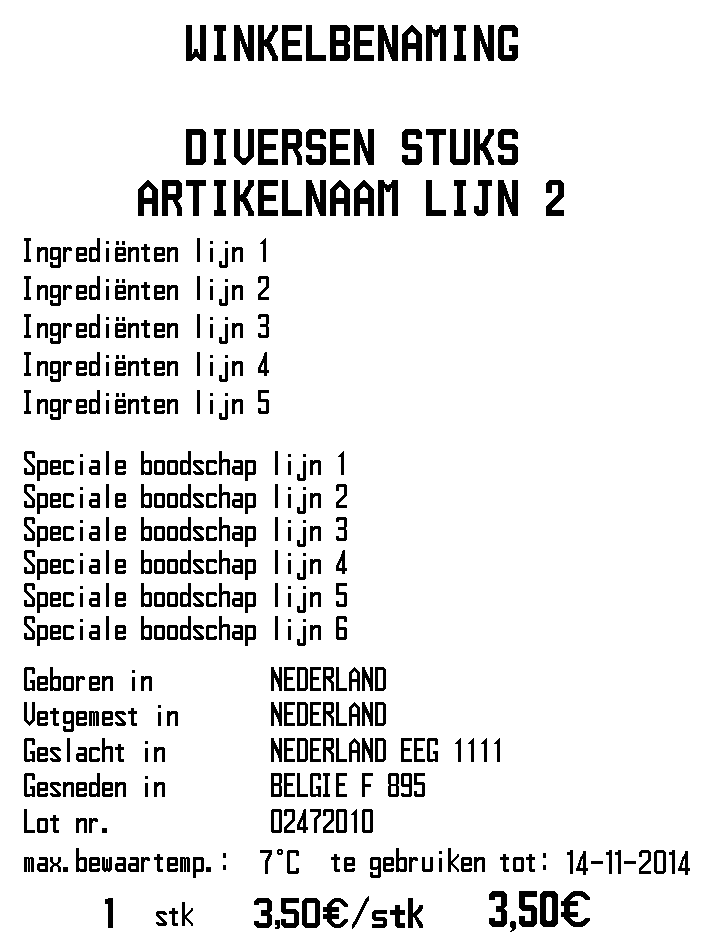 WINKELBENAMING
DIVERSEN STUKS
ARTIKELNAAM LIJN 2
Ingrediënten lijn 1
Ingrediënten lijn 2
Ingrediënten lijn 3
Ingrediënten lijn 4
Ingrediënten lijn 5
Speciale boodschap lijn 1
Speciale boodschap lijn 2
Speciale boodschap lijn 3
Speciale boodschap lijn 4
Speciale boodschap lijn 5
Speciale boodschap lijn 6
Geboren in NEDERLAND
Vetgemest in NEDERLAND
Geslacht in NEDERLAND EEG 1111
Gesneden in BELGIE F 895
Lot nr. 02472010
max.bewaartemp.: 7°C te gebruiken tot: 14-11-2014
1 stk 3,50€/stk 3,50€